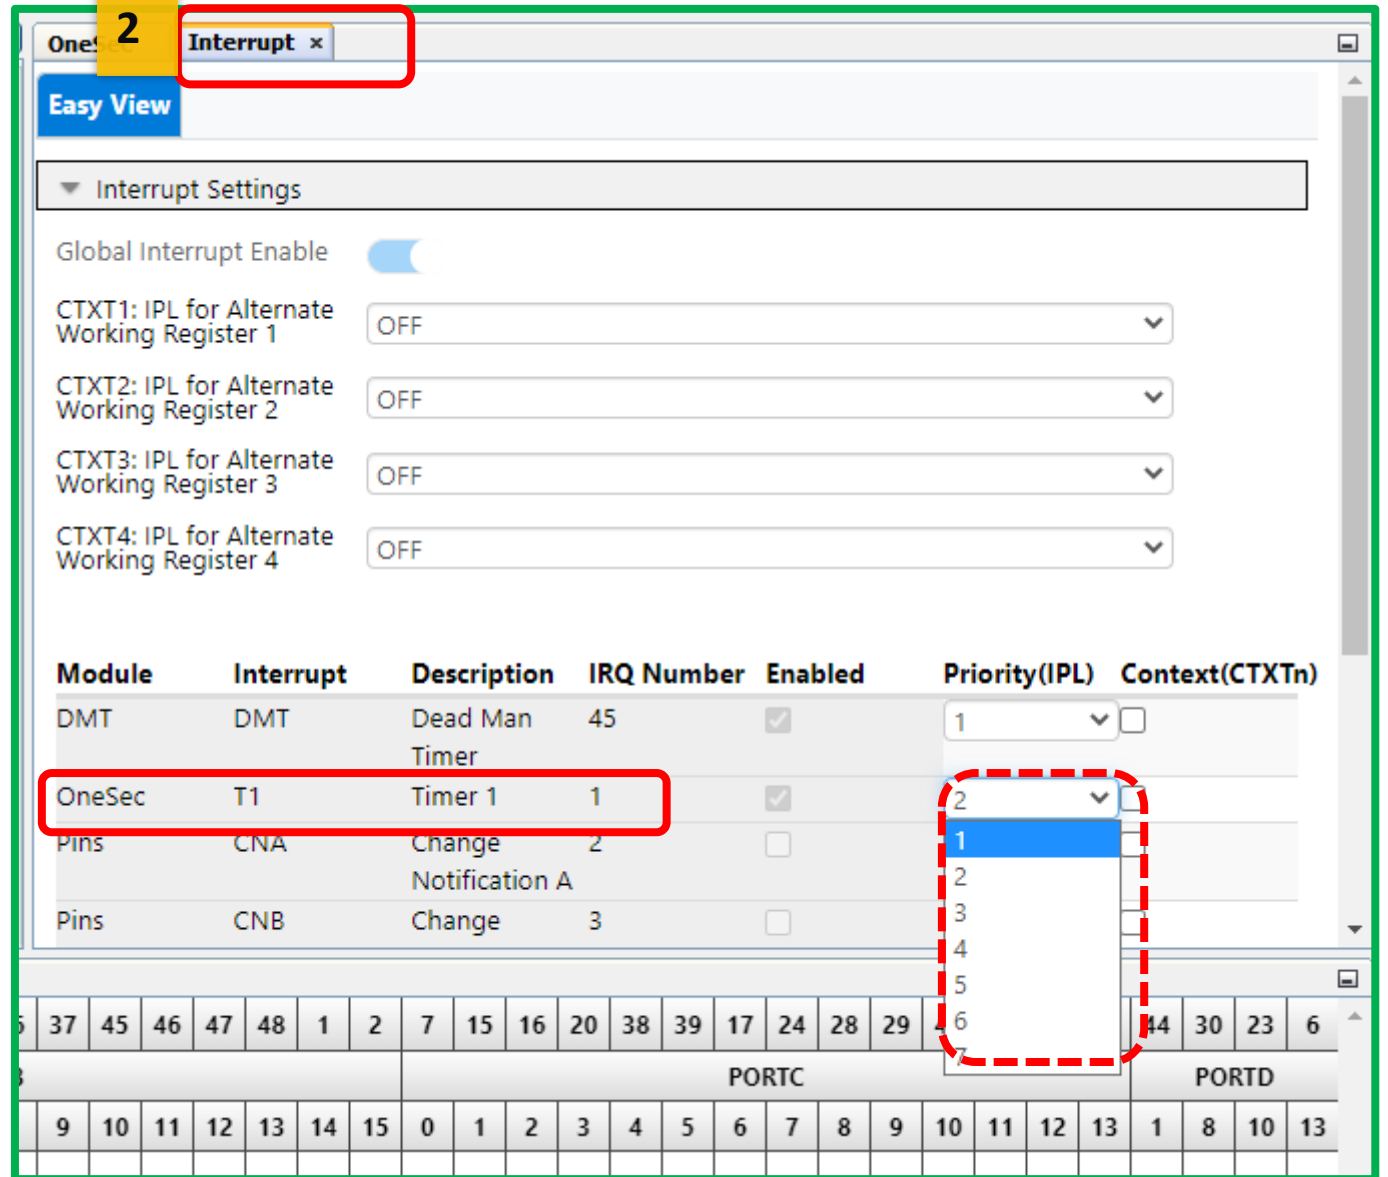 2
OneSec
Interrupt ×
Easy View
Interrupt Settings
Global Interrupt Enable
CTXT1: IPL for Alternate
Working Register 1
OFF
CTXT2: IPL for Alternate
Working Register 2
OFF
CTXT3: IPL for Alternate
Working Register 3
OFF
CTXT4: IPL for Alternate
Working Register 4
OFF
Module Interrupt Description IRQ Number Enabled Priority(IPL) Context(CTXTn)
DMT DMT Dead Man 45 1
Timer
OneSec T1 Timer 1 1 2
Pins CNA Change 2
Notification A
Pins CNB Change 3
1
2
3
4
5
6
7
37 45 46 47 48 1 2 7 15 16 20 38 39 17 24 28 29 44 30 23 6
PORTC PORTD
9 10 11 12 13 14 15 0 1 2 3 4 5 6 7 8 9 10 11 12 13 1 8 10 13